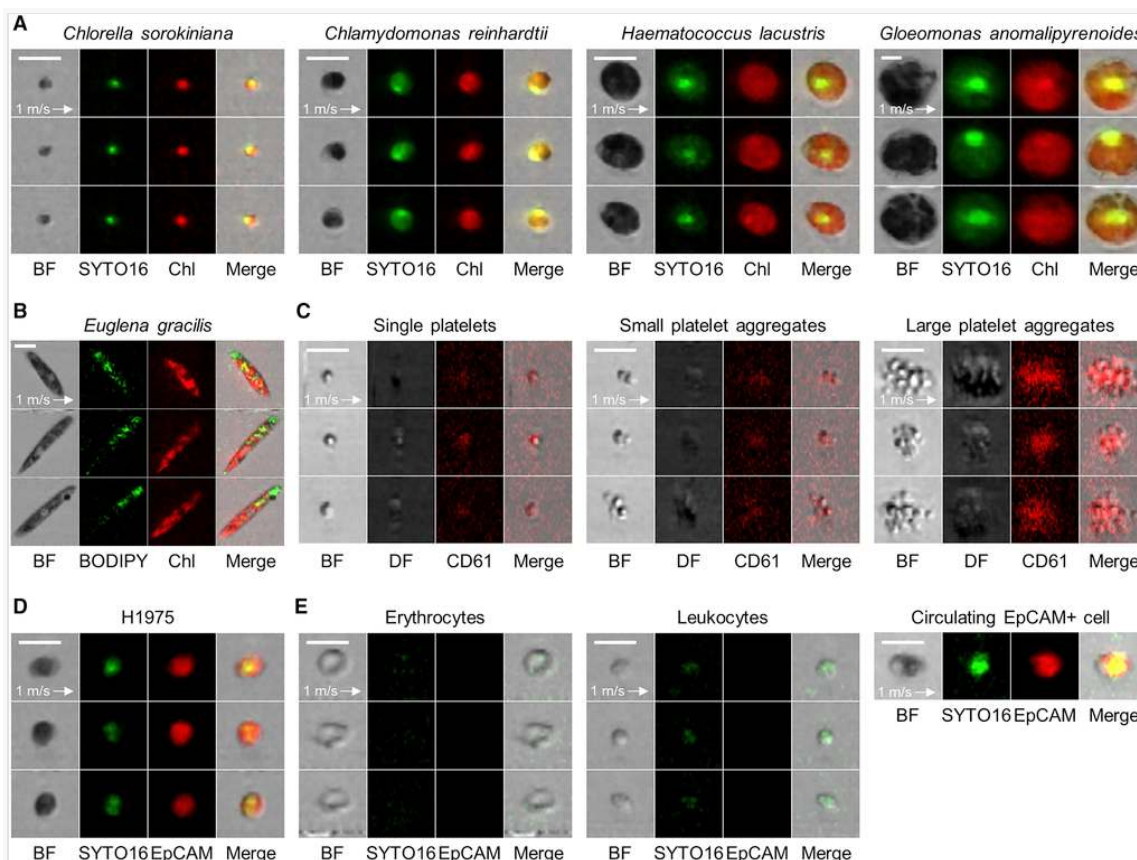 A
Chlorella sorokiniana
Chlamydomonas reinhardtii
Haematococcus lacustris
Gloeomonas anomalipyrenoides
1 m/s
1 m/s
1 m/s
1 m/s
BF SYTO16 Chl Merge
BF SYTO16 Chl Merge
BF SYTO16 Chl Merge
BF SYTO16 Chl Merge
B
Euglena gracilis
1 m/s
BF BODIPY Chl Merge
C
Single platelets
Small platelet aggregates
Large platelet aggregates
1 m/s
1 m/s
1 m/s
BF DF CD61 Merge
BF DF CD61 Merge
BF DF CD61 Merge
D
H1975
1 m/s
BF SYTO16 EpCAM Merge
E
Erythrocytes
Leukocytes
Circulating EpCAM+ cell
1 m/s
1 m/s
1 m/s
BF SYTO16 EpCAM Merge
BF SYTO16 EpCAM Merge
BF SYTO16 EpCAM Merge